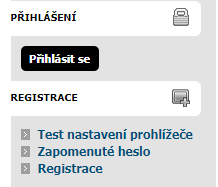 PŘIHLÁŠENÍ
Přihlásit se
REGISTRACE
Test nastavení prohlížeče
Zapomenuté heslo
Registrace